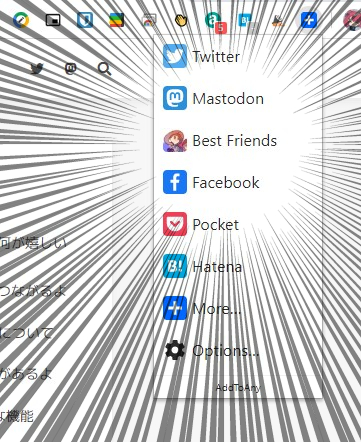 5
Twitter
Mastodon
Best Friends
Facebook
Pocket
Hatena
More...
Options...
AddToAny
何が嬉しい
つながるよ
について
があるよ
な機能